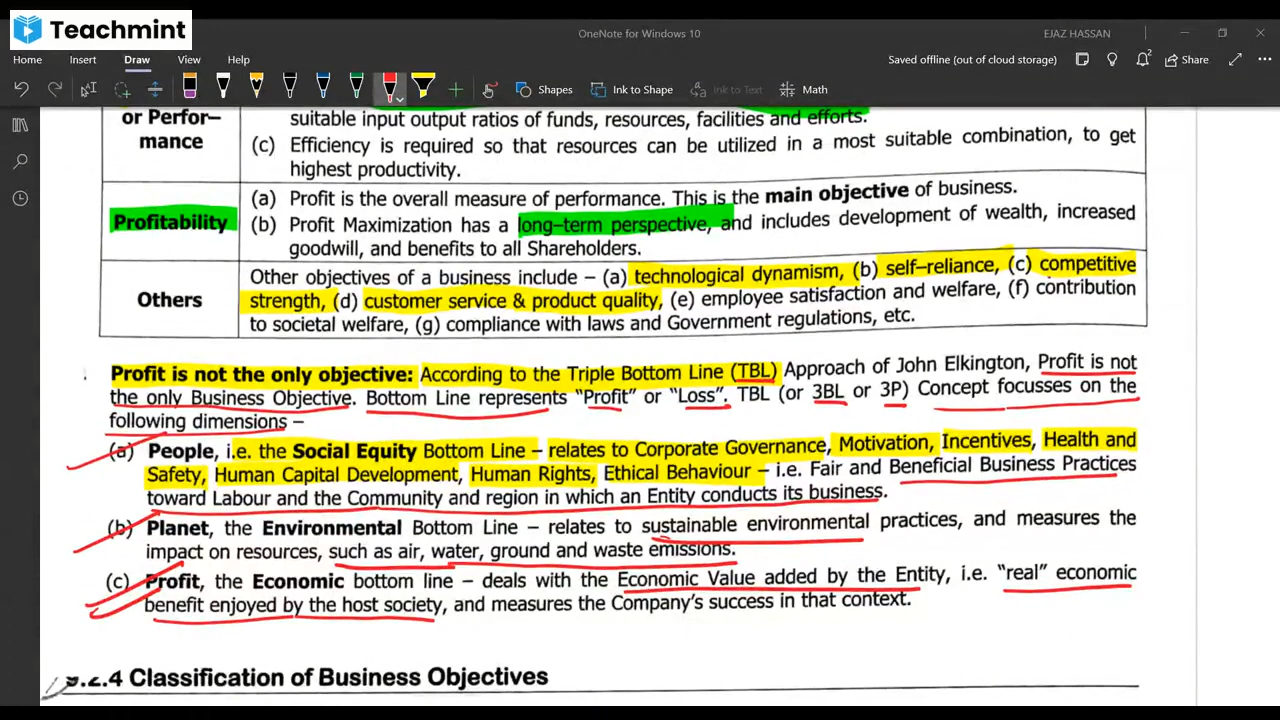 Teachmint
OneNote for Windows 10
EJAZ HASSAN
Home Insert Draw View Help
Saved offline (out of cloud storage)
2
Share
Shapes
Ink to Shape
Ink to Text
Math
suitable input output ratios of funds, resources, facilities and efforts.
or Perfor–
mance
(c) Efficiency is required so that resources can be utilized in a most suitable combination, to get
highest productivity.
Profitability
(a) Profit is the overall measure of performance. This is the main objective of business.
(b) Profit Maximization has a long–term perspective, and includes development of wealth, increased
goodwill, and benefits to all Shareholders.
Others
Other objectives of a business include – (a) technological dynamism, (b) self–reliance, (c) competitive
strength, (d) customer service & product quality, (e) employee satisfaction and welfare, (f) contribution
to societal welfare, (g) compliance with laws and Government regulations, etc.
Profit is not the only objective: According to the Triple Bottom Line (TBL) Approach of John Elkington, Profit is not
the only Business Objective. Bottom Line represents “Profit” or “Loss”. TBL (or 3BL or 3P) Concept focusses on the
following dimensions –
(a) People, i.e. the Social Equity Bottom Line – relates to Corporate Governance, Motivation, Incentives, Health and
Safety, Human Capital Development, Human Rights, Ethical Behaviour – i.e. Fair and Beneficial Business Practices
toward Labour and the Community and region in which an Entity conducts its business.
(b) Planet, the Environmental Bottom Line – relates to sustainable environmental practices, and measures the
impact on resources, such as air, water, ground and waste emissions.
(c) Profit, the Economic bottom line – deals with the Economic Value added by the Entity, i.e. “real” economic
benefit enjoyed by the host society, and measures the Company’s success in that context.
9.2.4 Classification of Business Objectives